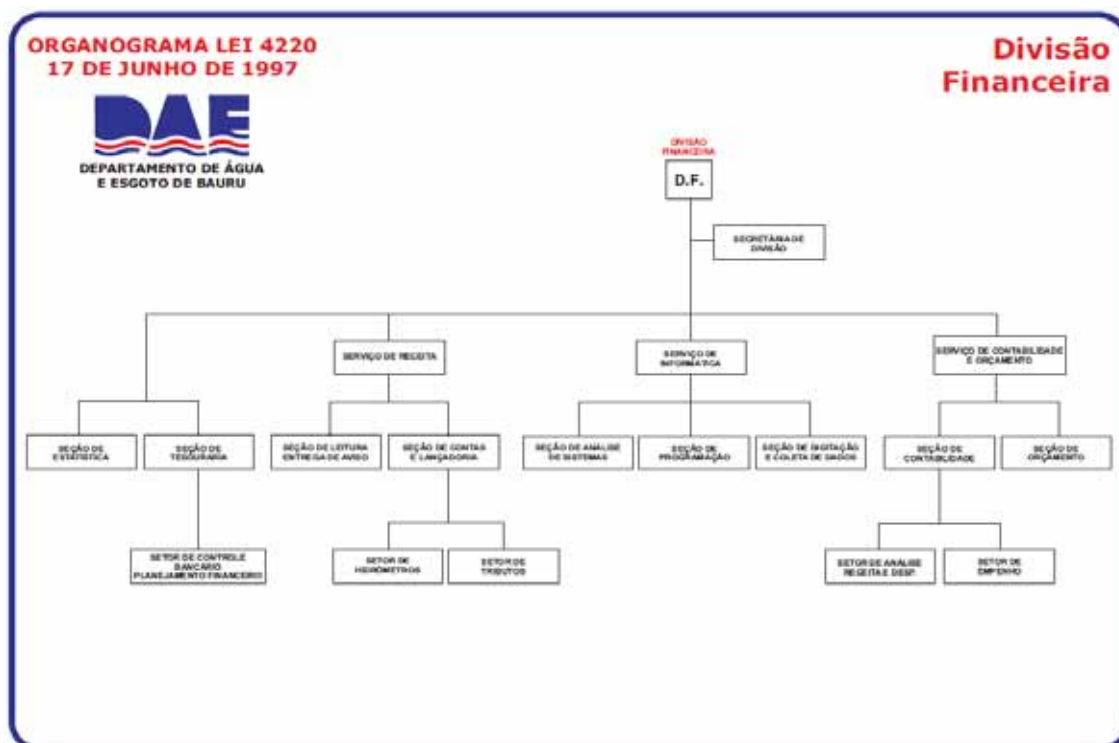 ORGANOGRAMA LEI 4220
17 DE JUNHO DE 1997
Divisão
Financeira
DAE
DEPARTAMENTO DE ÁGUA
E ESGOTO DE BAURU
DIVISÃO
FINANCEIRA
D.F.
SECRETÁRIA DE
DIVISÃO
SERVIÇO DE RECEITA
SERVIÇO DE
INFORMÁTICA
SERVIÇO DE CONTABILIDADE
E ORÇAMENTO
SEÇÃO DE
ESTATÍSTICA
SEÇÃO DE
TESOURARIA
SEÇÃO DE LEITURA
ENTREGA DE AVISO
SEÇÃO DE CONTAS
E LANÇADORIA
SEÇÃO DE ANÁLISE
DE SISTEMAS
SEÇÃO DE
PROGRAMAÇÃO
SEÇÃO DE DIGITAÇÃO
E COLETA DE DADOS
SEÇÃO DE
CONTABILIDADE
SEÇÃO DE
ORÇAMENTO
SETOR DE CONTROLE
BANCÁRIO
PLANEJAMENTO FINANCEIRO
SETOR DE
HIDRÔMETROS
SETOR DE
TRIBUTOS
SETOR DE ANÁLISE
RECEITA E DESP.
SETOR DE
EMPENHO